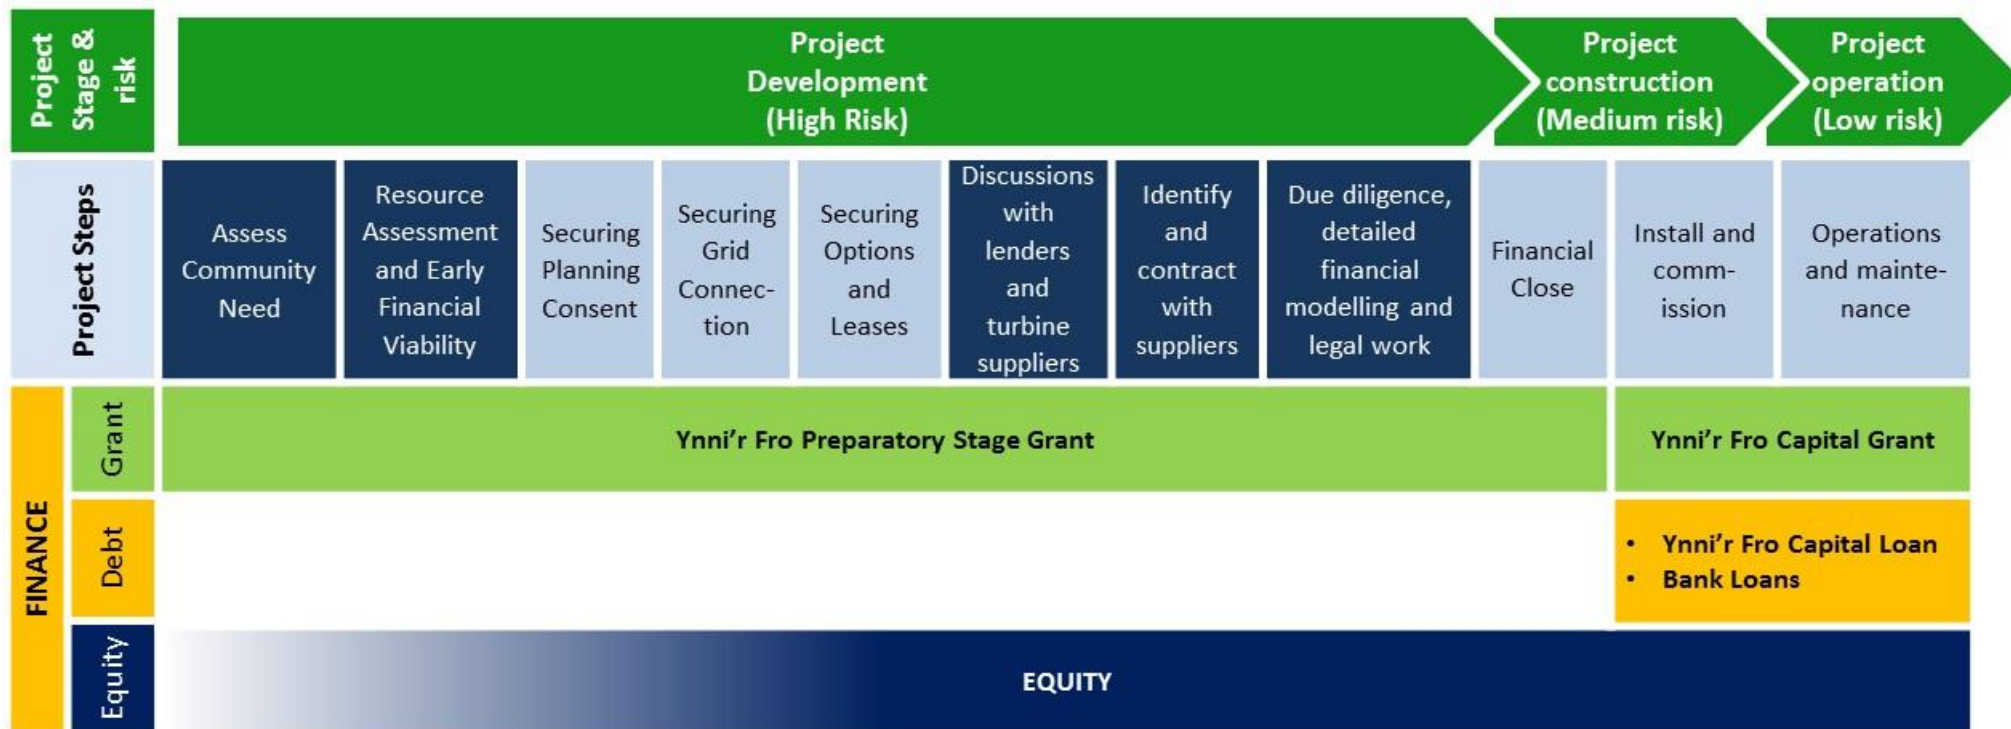 Project
Stage &
risk
Project
Development
(High Risk)
Project
construction
(Medium risk)
Project
operation
(Low risk)
Project Steps
Assess
Community
Need
Resource
Assessment
and Early
Financial
Viability
Securing
Planning
Consent
Securing
Grid
Connec-
tion
Securing
Options
and
Leases
Discussions
with
lenders
and
turbine
suppliers
Identify
and
contract
with
suppliers
Due diligence,
detailed
financial
modelling and
legal work
Financial
Close
Install and
comm-
ission
Operations
and mainte-
nance
FINANCE
Grant
Ynni’r Fro Preparatory Stage Grant
Ynni’r Fro Capital Grant
Debt
• Ynni’r Fro Capital Loan
• Bank Loans
Equity
EQUITY